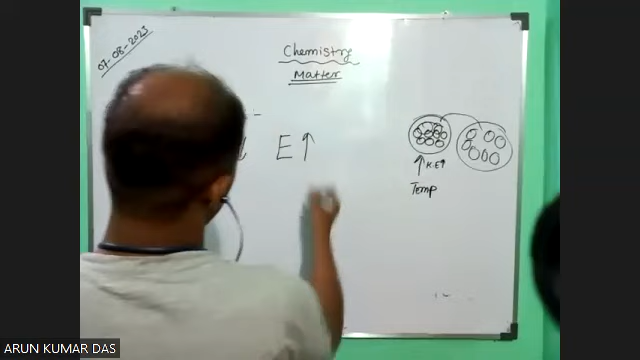 07-08-2023
Chemistry
Matter
E↑
↑ K.E↑
Temp
ARUN KUMAR DAS